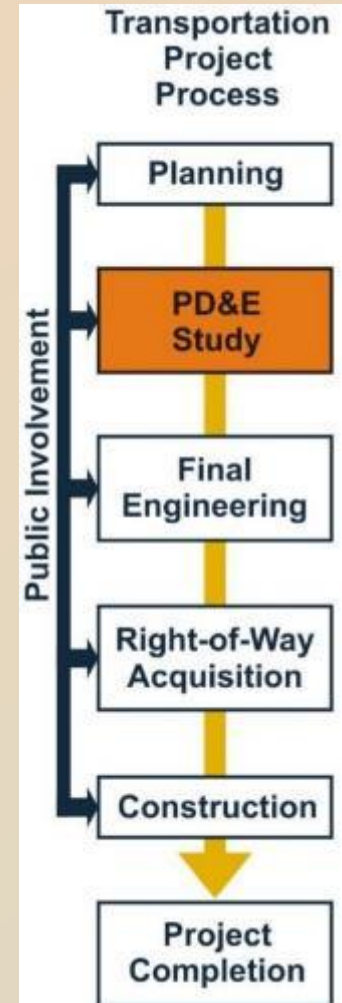 Transportation
Project
Process
Planning
PD&E
Study
Final
Engineering
Right-of-Way
Acquisition
Construction
Project
Completion
Public Involvement